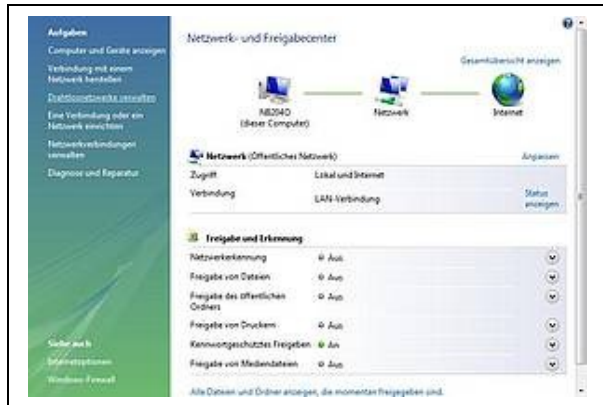 Aufgaben
Computer und Geräte anzeigen
Verbindung mit einem
Netzwerk herstellen
Drahtlosnetzwerke verwalten
Eine Verbindung oder ein
Netzwerk einrichten
Netzwerkverbindungen
verwalten
Diagnose und Reparatur
Siehe auch
Internetoptionen
Windows-Firewall
Netzwerk- und Freigabecenter
Gesamtübersicht anzeigen
NB2040
(dieser Computer)
Netzwerk
Internet
Netzwerk (Öffentliches Netzwerk)
Anpassen
Zugriff Lokal und Internet
Verbindung LAN-Verbindung
Status
anzeigen
Freigabe und Erkennung
Netzwerkerkennung Aus
Freigabe von Dateien Aus
Freigabe des öffentlichen
Ordners Aus
Freigabe von Druckern Aus
Kennwortgeschütztes Freigeben An
Freigabe von Mediendateien Aus
Alle Dateien und Ordner anzeigen, die momentan freigegeben sind.